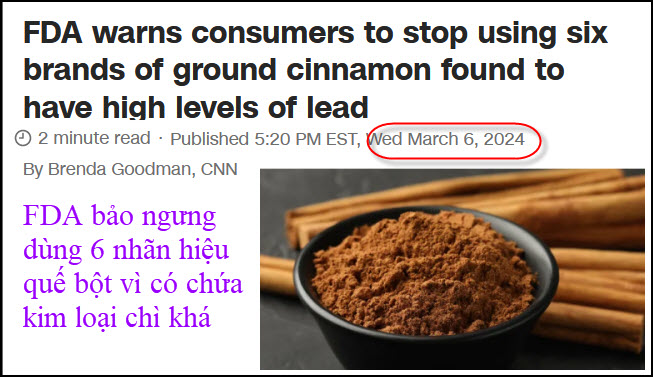 FDA warns consumers to stop using six
brands of ground cinnamon found to
have high levels of lead
2 minute read · Published 5:20 PM EST, Wed March 6, 2024
By Brenda Goodman, CNN
FDA bảo ngưng
dùng 6 nhãn hiệu
quế bột vì có chứa
kim loại chì khá